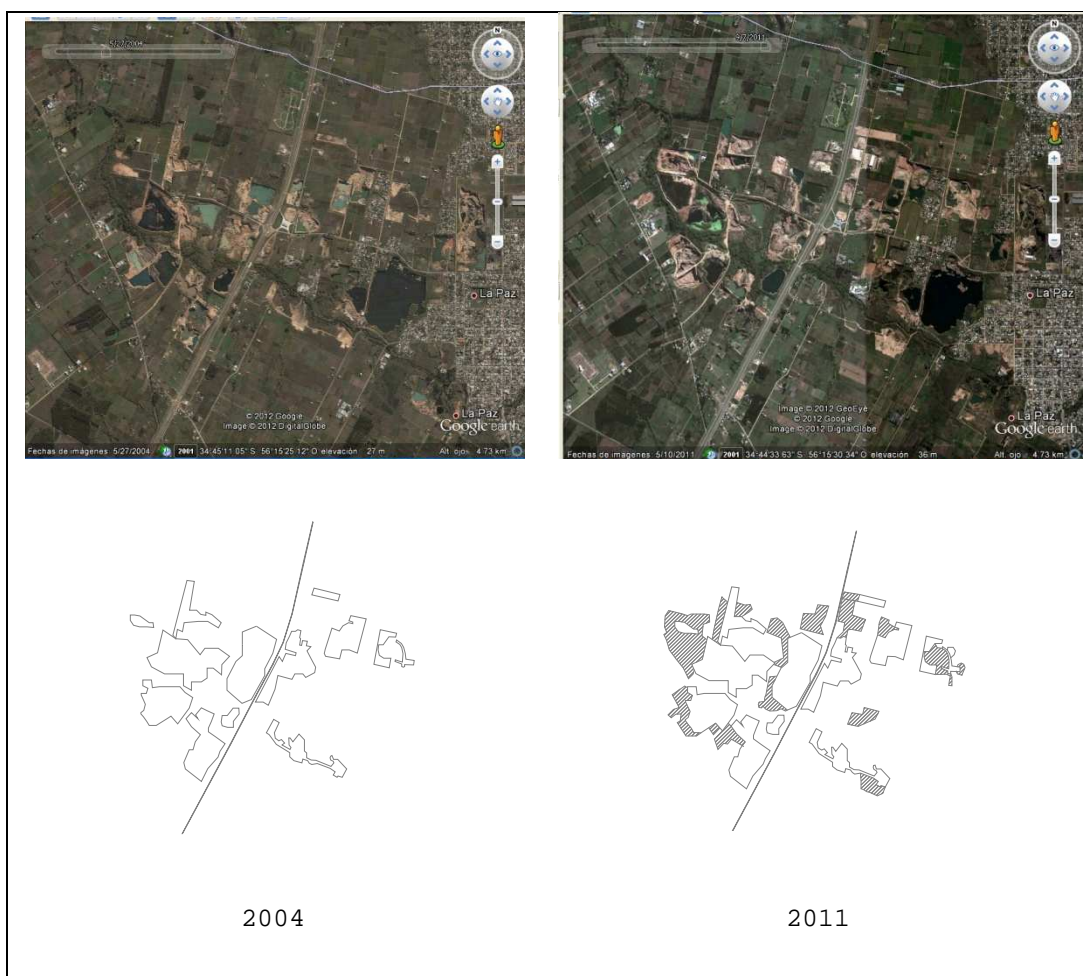 5/27/2004
N
La Paz
La Paz
© 2012 Google
Image © 2012 DigitalGlobe
Google earth
Fechas de imágenes 5/27/2004 2001 34°45'11.05" S 56°15'25.12" O elevación 27 m Alt. ojo 4.73 km
N
La Paz
Image © 2012 GeoEye
© 2012 Google
Image © 2012 DigitalGlobe
La Paz
Google earth
Fechas de imágenes 5/10/2011 2001 34°44'33.63" S 56°15'30.34" O elevación 36 m Alt. ojo 4.73 km
2004
2011